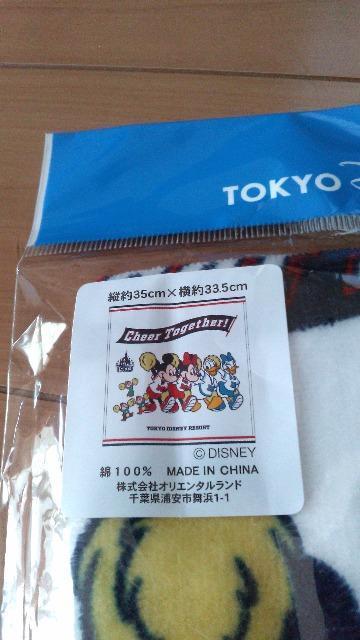 TOKYO
縦約35cm×横約33.5cm
Cheer Together!
TOKYO DISNEY RESORT
© DISNEY
綿100% MADE IN CHINA
株式会社オリエンタルランド
千葉県浦安市舞浜1-1